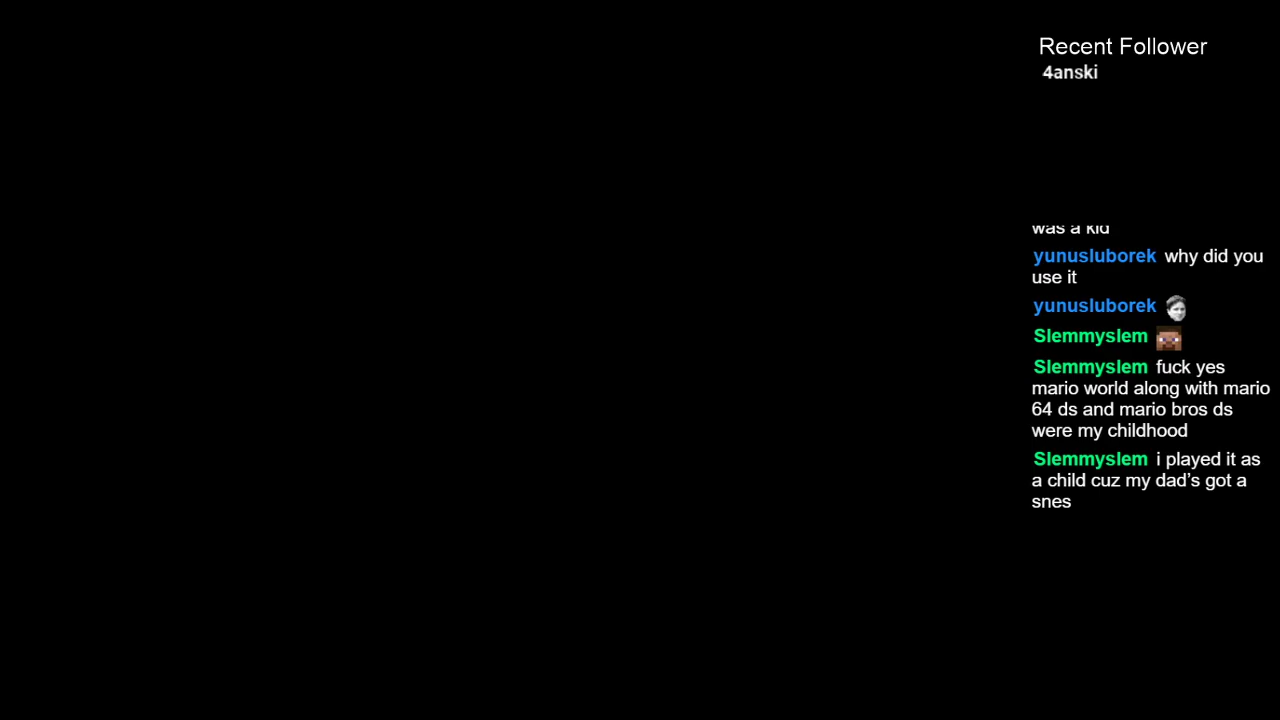 Recent Follower
4anski
was a kid
yunusluborek why did you
use it
yunusluborek
Slemmyslem
Slemmyslem fuck yes
mario world along with mario
64 ds and mario bros ds
were my childhood
Slemmyslem i played it as
a child cuz my dad’s got a
snes